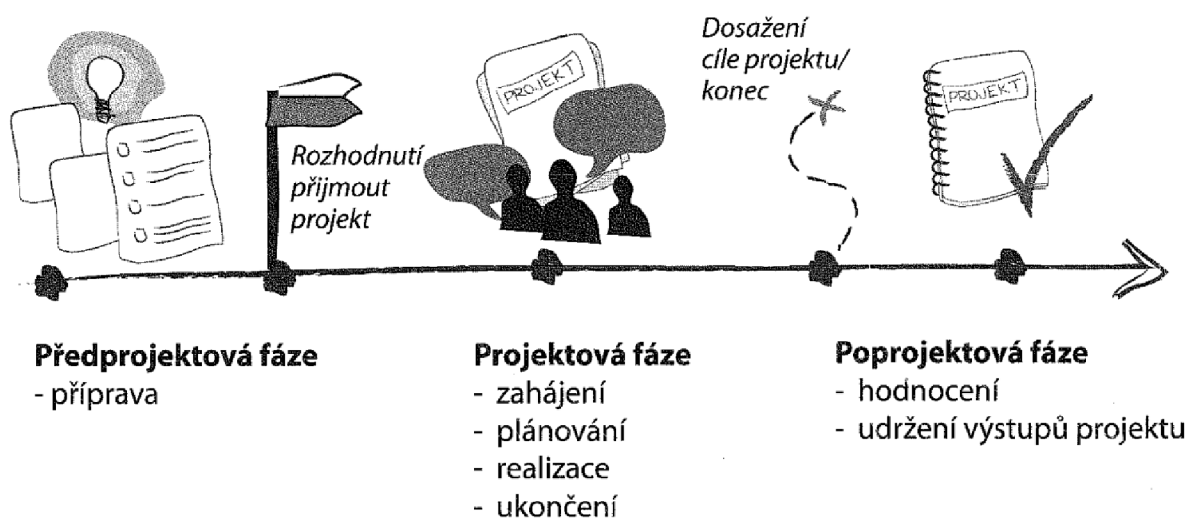 Dosažení
cíle projektu/
konec
PROJEKT
PROJEKT
Rozhodnutí
přijmout
projekt
Předprojektová fáze
- příprava
Projektová fáze
- zahájení
- plánování
- realizace
- ukončení
Poprojektová fáze
- hodnocení
- udržení výstupů projektu